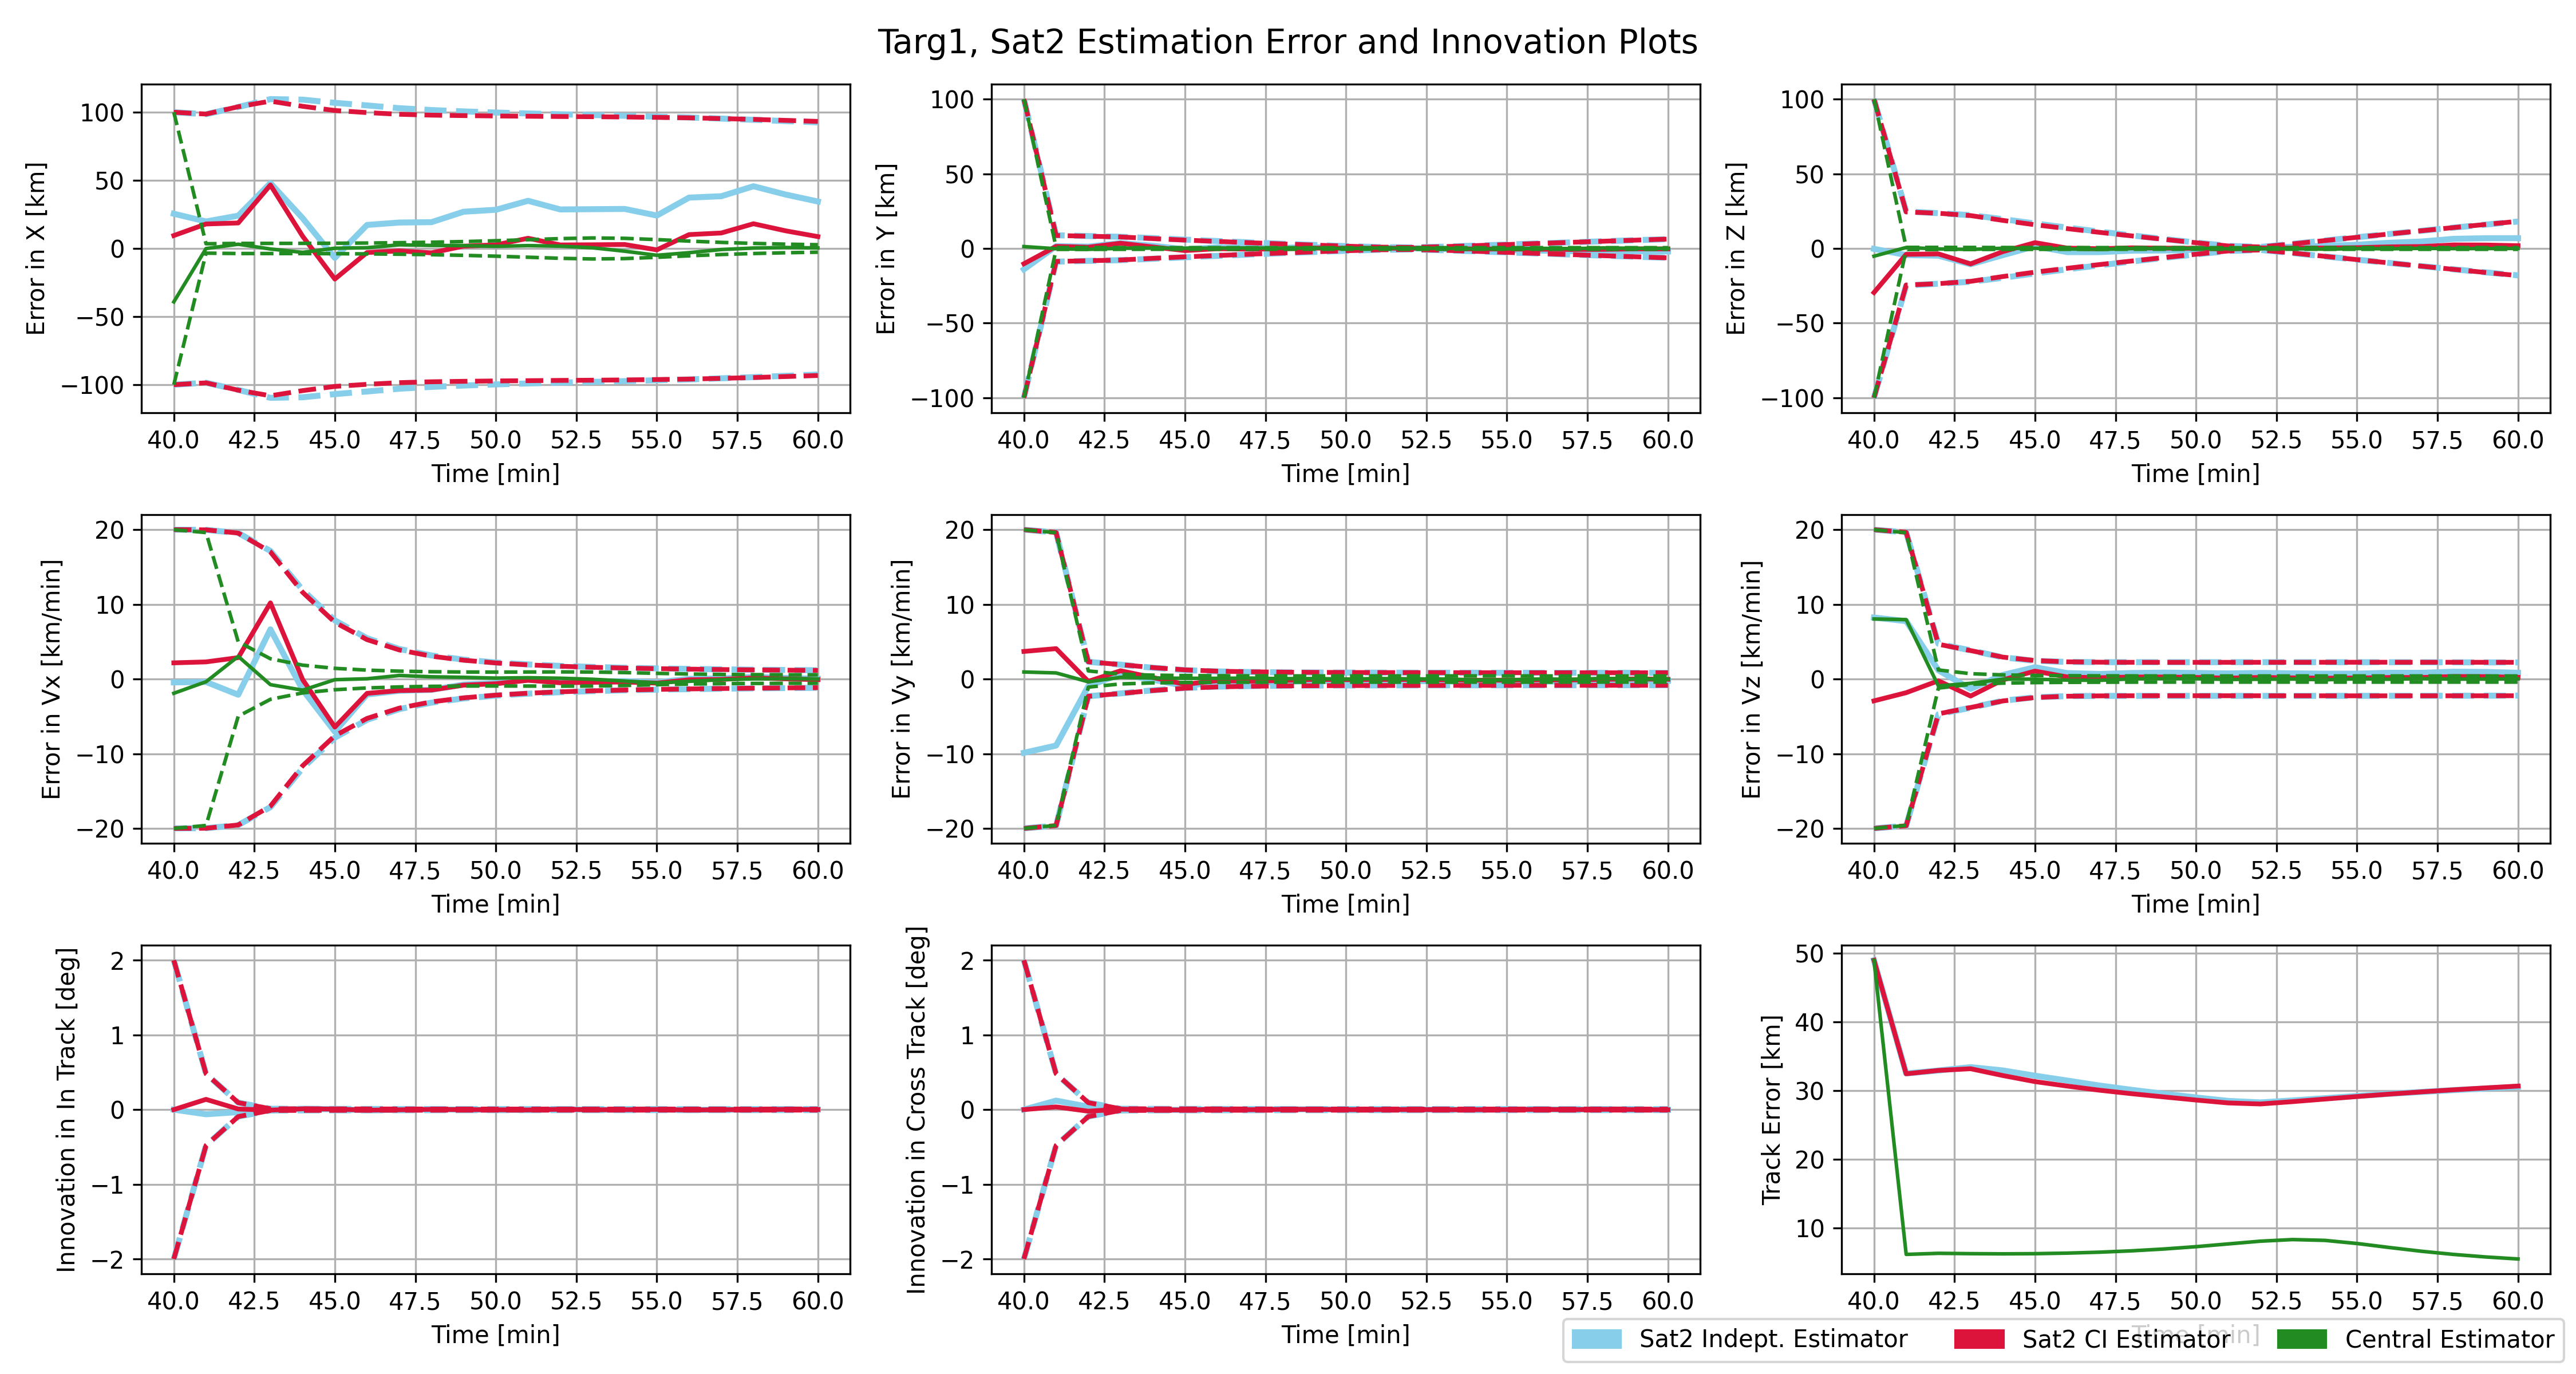 Targ1, Sat2 Estimation Error and Innovation Plots
Error in X [km]
100
50
0
−50
−100
40.0 42.5 45.0 47.5 50.0 52.5 55.0 57.5 60.0
Time [min]
Error in Y [km]
100
50
0
−50
−100
40.0 42.5 45.0 47.5 50.0 52.5 55.0 57.5 60.0
Time [min]
Error in Z [km]
100
50
0
−50
−100
40.0 42.5 45.0 47.5 50.0 52.5 55.0 57.5 60.0
Time [min]
Error in Vx [km/min]
20
10
0
−10
−20
40.0 42.5 45.0 47.5 50.0 52.5 55.0 57.5 60.0
Time [min]
Error in Vy [km/min]
20
10
0
−10
−20
40.0 42.5 45.0 47.5 50.0 52.5 55.0 57.5 60.0
Time [min]
Error in Vz [km/min]
20
10
0
−10
−20
40.0 42.5 45.0 47.5 50.0 52.5 55.0 57.5 60.0
Time [min]
Innovation in In Track [deg]
2
1
0
−1
−2
40.0 42.5 45.0 47.5 50.0 52.5 55.0 57.5 60.0
Time [min]
Innovation in Cross Track [deg]
2
1
0
−1
−2
40.0 42.5 45.0 47.5 50.0 52.5 55.0 57.5 60.0
Time [min]
Track Error [km]
50
40
30
20
10
40.0 42.5 45.0 47.5 50.0 52.5 55.0 57.5 60.0
Time [min]
Sat2 Indept. Estimator
Sat2 CI Estimator
Central Estimator